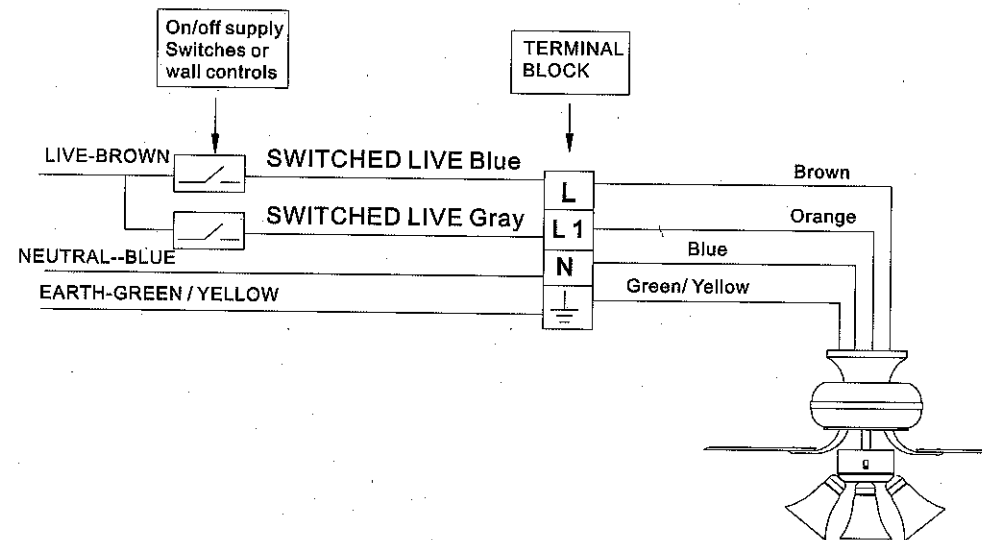 On/off supply
Switches or
wall controls
TERMINAL
BLOCK
LIVE-BROWN
SWITCHED LIVE Blue
L
Brown
SWITCHED LIVE Gray
L 1
Orange
NEUTRAL--BLUE
N
Blue
EARTH-GREEN / YELLOW
Green/ Yellow